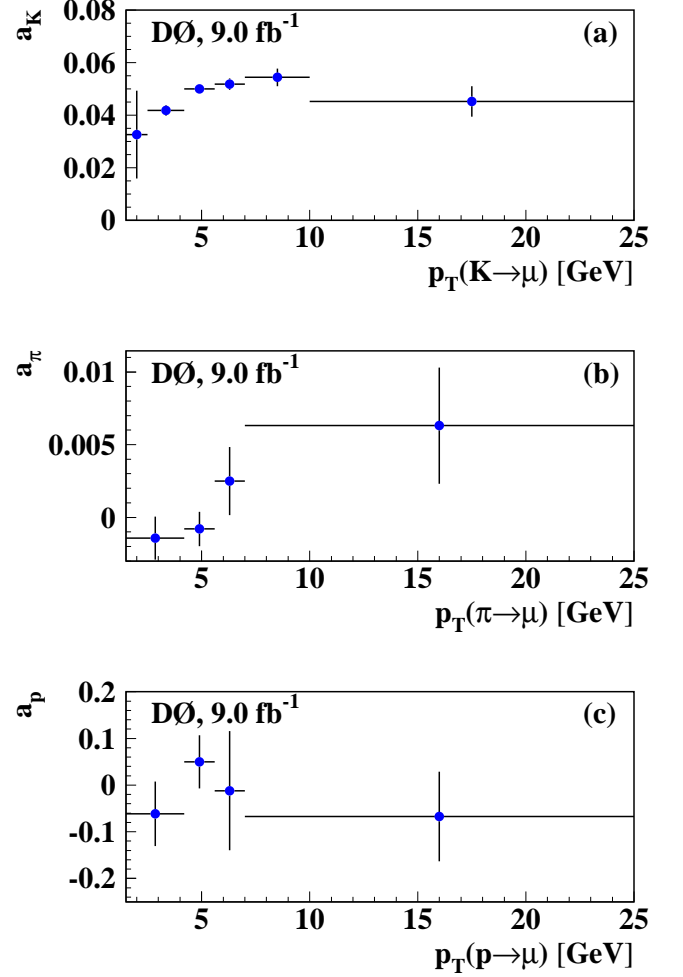 a_K
0.08
0.06
0.04
0.02
0
DØ, 9.0 fb⁻¹
(a)
5 10 15 20 25
p_T(K→μ) [GeV]
a_π
0.01
0.005
0
DØ, 9.0 fb⁻¹
(b)
5 10 15 20 25
p_T(π→μ) [GeV]
a_p
0.2
0.1
0
-0.1
-0.2
DØ, 9.0 fb⁻¹
(c)
5 10 15 20 25
p_T(p→μ) [GeV]